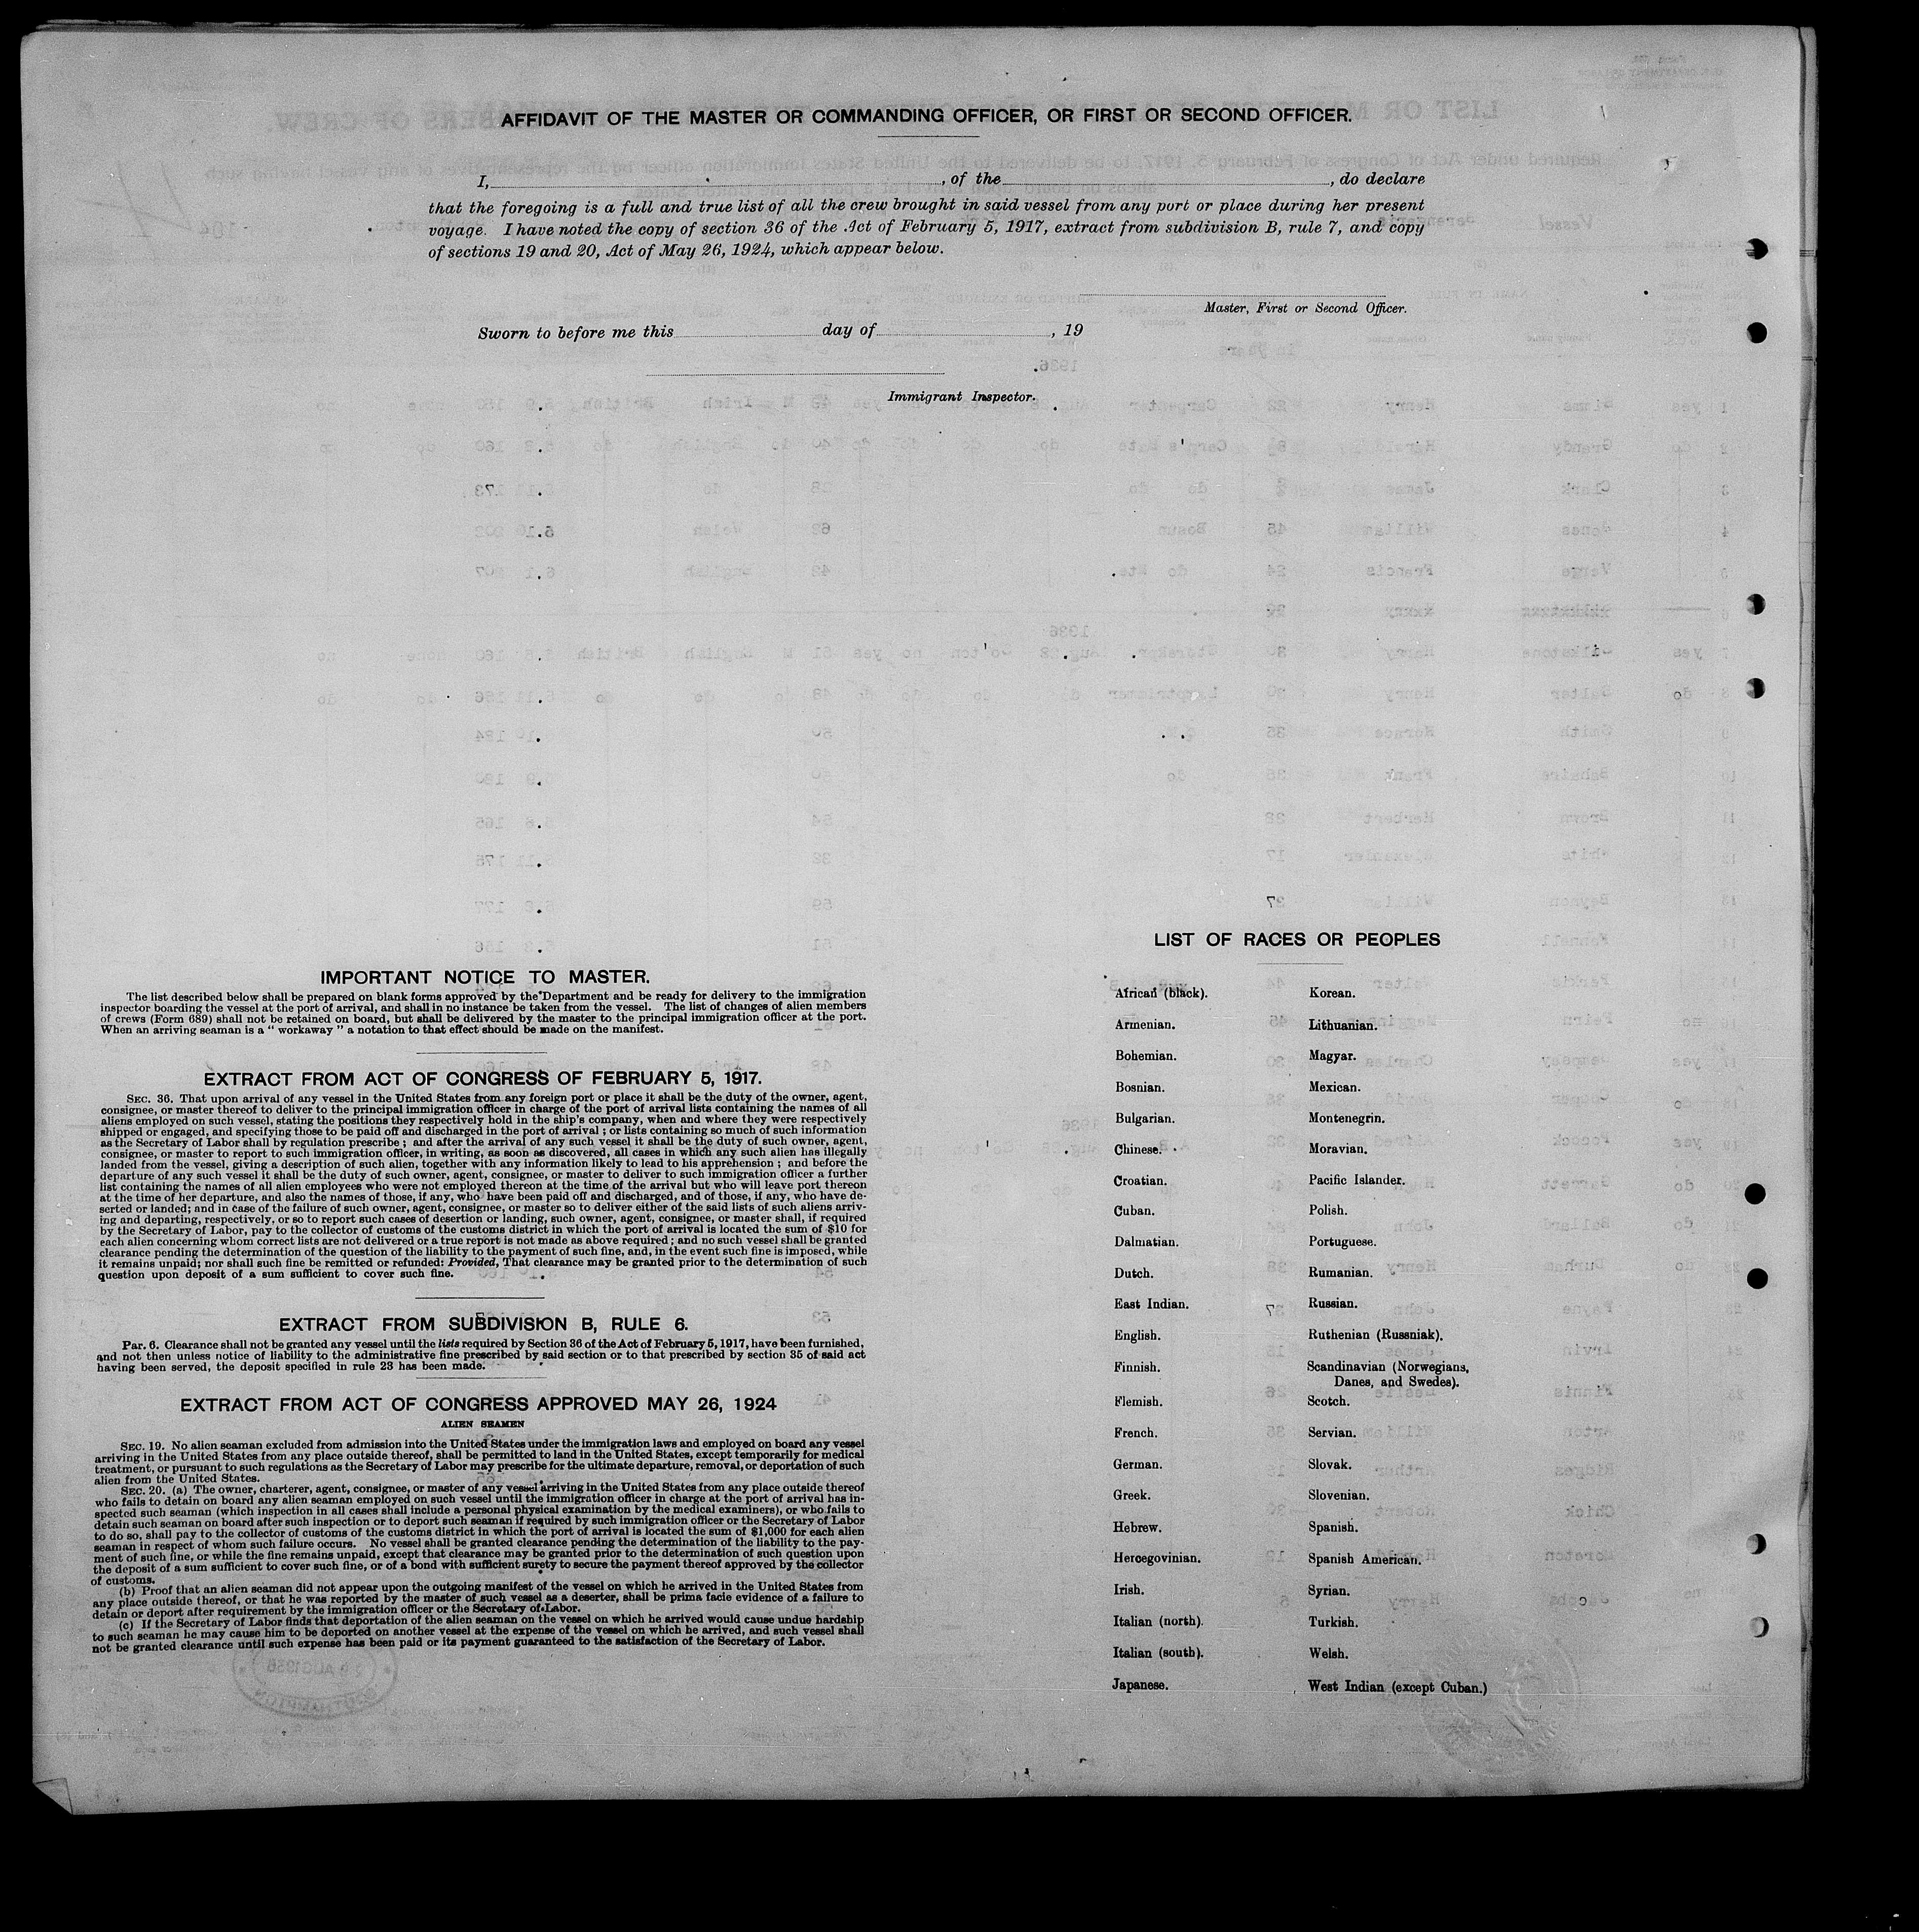 AFFIDAVIT OF THE MASTER OR COMMANDING OFFICER, OR FIRST OR SECOND OFFICER.
I, , of the , do declare
that the foregoing is a full and true list of all the crew brought in said vessel from any port or place during her present
voyage. I have noted the copy of section 36 of the Act of February 5, 1917, extract from subdivision B, rule 7, and copy
of sections 19 and 20, Act of May 26, 1924, which appear below.
Master, First or Second Officer.
Sworn to before me this day of , 19
Immigrant Inspector.
IMPORTANT NOTICE TO MASTER.
The list described below shall be prepared on blank forms approved by the Department and be ready for delivery to the immigration
inspector boarding the vessel at the port of arrival, and shall in no instance be taken from the vessel. The list of changes of alien members
of crews (Form 689) shall not be retained on board, but shall be delivered by the master to the principal immigration officer at the port.
When an arriving seaman is a " workaway " a notation to that effect should be made on the manifest.
EXTRACT FROM ACT OF CONGRESS OF FEBRUARY 5, 1917.
SEC. 36. That upon arrival of any vessel in the United States from any foreign port or place it shall be the duty of the owner, agent,
consignee, or master thereof to deliver to the principal immigration officer in charge of the port of arrival lists containing the names of all
aliens employed on such vessel, stating the positions they respectively hold in the ship's company, when and where they were respectively
shipped or engaged, and specifying those to be paid off and discharged in the port of arrival ; or lists containing so much of such information
as the Secretary of Labor shall by regulation prescribe ; and after the arrival of any such vessel it shall be the duty of such owner, agent,
consignee, or master to report to such immigration officer, in writing, as soon as discovered, all cases in which any such alien has illegally
landed from the vessel, giving a description of such alien, together with any information likely to lead to his apprehension ; and before the
departure of any such vessel it shall be the duty of such owner, agent, consignee, or master to deliver to such immigration officer a further
list containing the names of all alien employees who were not employed thereon at the time of the arrival but who will leave port thereon
at the time of her departure, and also the names of those, if any, who have been paid off and discharged, and of those, if any, who have de-
serted or landed; and in case of the failure of such owner, agent, consignee, or master so to deliver either of the said lists of such aliens arriv-
ing and departing, respectively, or so to report such cases of desertion or landing, such owner, agent, consignee, or master shall, if required
by the Secretary of Labor, pay to the collector of customs of the customs district in which the port of arrival is located the sum of $10 for
each alien concerning whom correct lists are not delivered or a true report is not made as above required ; and no such vessel shall be granted
clearance pending the determination of the question of the liability to the payment of such fine, and, in the event such fine is imposed, while
it remains unpaid; nor shall such fine be remitted or refunded: Provided, That clearance may be granted prior to the determination of such
question upon deposit of a sum sufficient to cover such fine.
EXTRACT FROM SUBDIVISION B, RULE 6.
Par. 6. Clearance shall not be granted any vessel until the lists required by Section 36 of the Act of February 5, 1917, have been furnished,
and not then unless notice of liability to the administrative fine prescribed by said section or to that prescribed by section 35 of said act
having been served, the deposit specified in rule 23 has been made.
EXTRACT FROM ACT OF CONGRESS APPROVED MAY 26, 1924
ALIEN SEAMEN
SEC. 19. No alien seaman excluded from admission into the United States under the immigration laws and employed on board any vessel
arriving in the United States from any place outside thereof, shall be permitted to land in the United States, except temporarily for medical
treatment, or pursuant to such regulations as the Secretary of Labor may prescribe for the ultimate departure, removal, or deportation of such
alien from the United States.
SEC. 20. (a) The owner, charterer, agent, consignee, or master of any vessel arriving in the United States from any place outside thereof
who fails to detain on board any alien seaman employed on such vessel until the immigration officer in charge at the port of arrival has in-
spected such seaman (which inspection in all cases shall include a personal physical examination by the medical examiners), or who fails to
detain such seaman on board after such inspection or to deport such seaman if required by such immigration officer or the Secretary of Labor
to do so, shall pay to the collector of customs of the customs district in which the port of arrival is located the sum of $1,000 for each alien
seaman in respect of whom such failure occurs. No vessel shall be granted clearance pending the determination of the liability to the pay-
ment of such fine, or while the fine remains unpaid, except that clearance may be granted prior to the determination of such question upon
the deposit of a sum sufficient to cover such fine, or of a bond with sufficient surety to secure the payment thereof approved by the collector
of customs.
(b) Proof that an alien seaman did not appear upon the outgoing manifest of the vessel on which he arrived in the United States from
any place outside thereof, or that he was reported by the master of such vessel as a deserter, shall be prima facie evidence of a failure to
detain or deport after requirement by the immigration officer or the Secretary of Labor.
(c) If the Secretary of Labor finds that deportation of the alien seaman on the vessel on which he arrived would cause undue hardship
to such seaman he may cause him to be deported on another vessel at the expense of the vessel on which he arrived, and such vessel shall
not be granted clearance until such expense has been paid or its payment guaranteed to the satisfaction of the Secretary of Labor.
LIST OF RACES OR PEOPLES
African (black).
Armenian.
Bohemian.
Bosnian.
Bulgarian.
Chinese.
Croatian.
Cuban.
Dalmatian.
Dutch.
East Indian.
English.
Finnish.
Flemish.
French.
German.
Greek.
Hebrew.
Hercegovinian.
Irish.
Italian (north).
Italian (south).
Japanese.
Korean.
Lithuanian.
Magyar.
Mexican.
Montenegrin.
Moravian.
Pacific Islander.
Polish.
Portuguese.
Rumanian.
Russian.
Ruthenian (Russniak).
Scandinavian (Norwegians,
Danes, and Swedes).
Scotch.
Servian.
Slovak.
Slovenian.
Spanish.
Spanish American.
Syrian.
Turkish.
Welsh.
West Indian (except Cuban.)